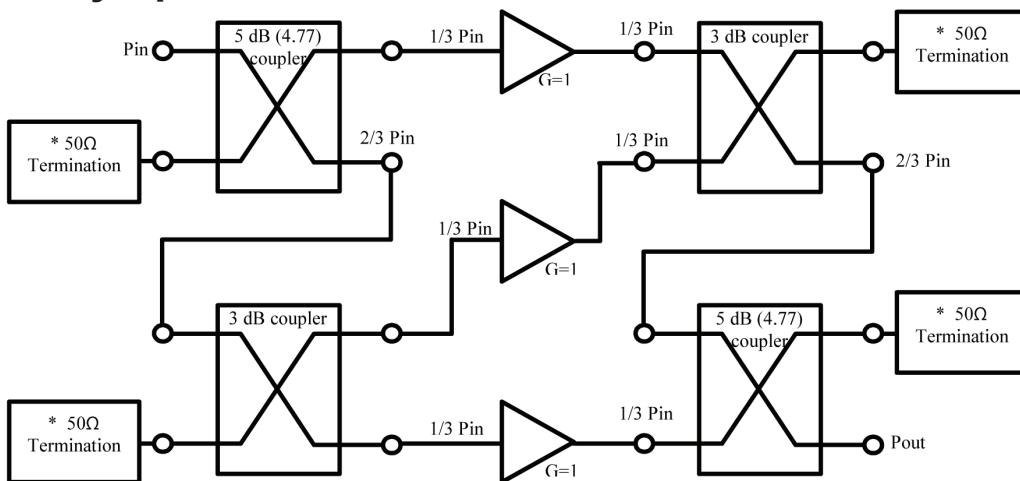 5 dB (4.77)
coupler
3 dB coupler
* 50Ω
Termination
Pin
1/3 Pin
1/3 Pin
G=1
* 50Ω
Termination
2/3 Pin
1/3 Pin
2/3 Pin
1/3 Pin
G=1
3 dB coupler
5 dB (4.77)
coupler
* 50Ω
Termination
* 50Ω
Termination
1/3 Pin
1/3 Pin
G=1
Pout